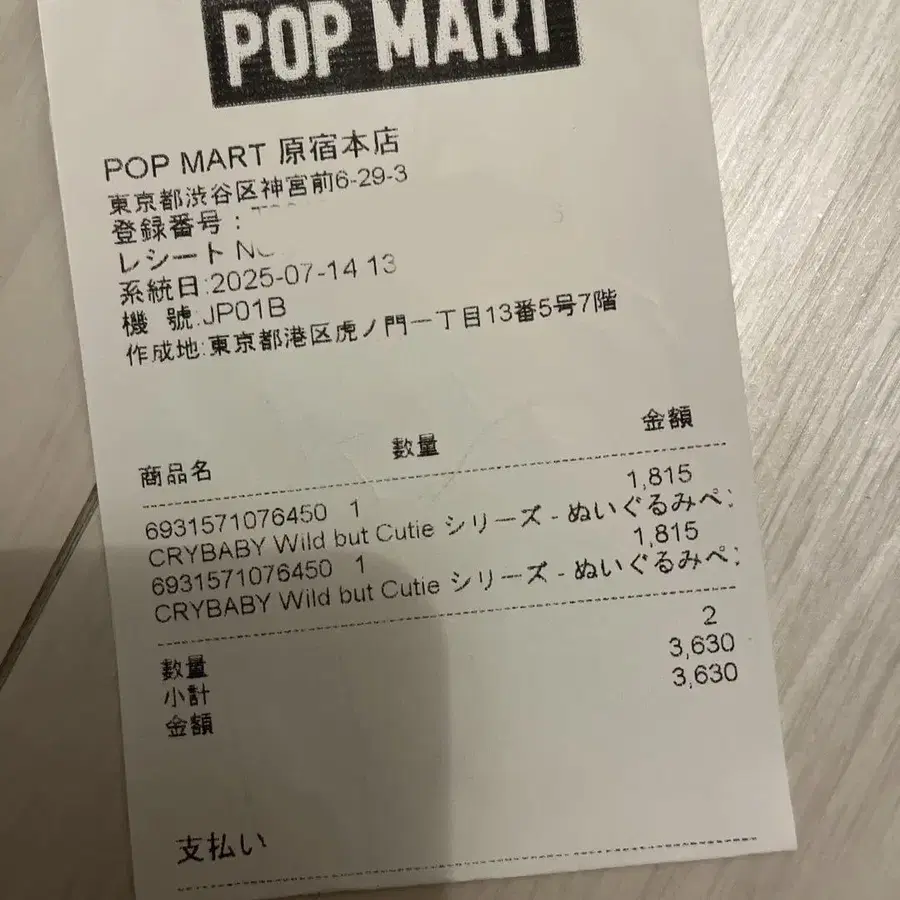 POP MART
POP MART 原宿本店
東京都渋谷区神宮前6-29-3
登録番号:
レシート
系統日:2025-07-14 13
機 號:JP01B
作成地:東京都港区虎ノ門一丁目13番5号7階
商品名 数量 金額
6931571076450 1 1,815
CRYBABY Wild but Cutie シリーズ - ぬいぐるみペ
6931571076450 1 1,815
CRYBABY Wild but Cutie シリーズ - ぬいぐるみペ
数量 2
小計 3,630
金額 3,630
支払い